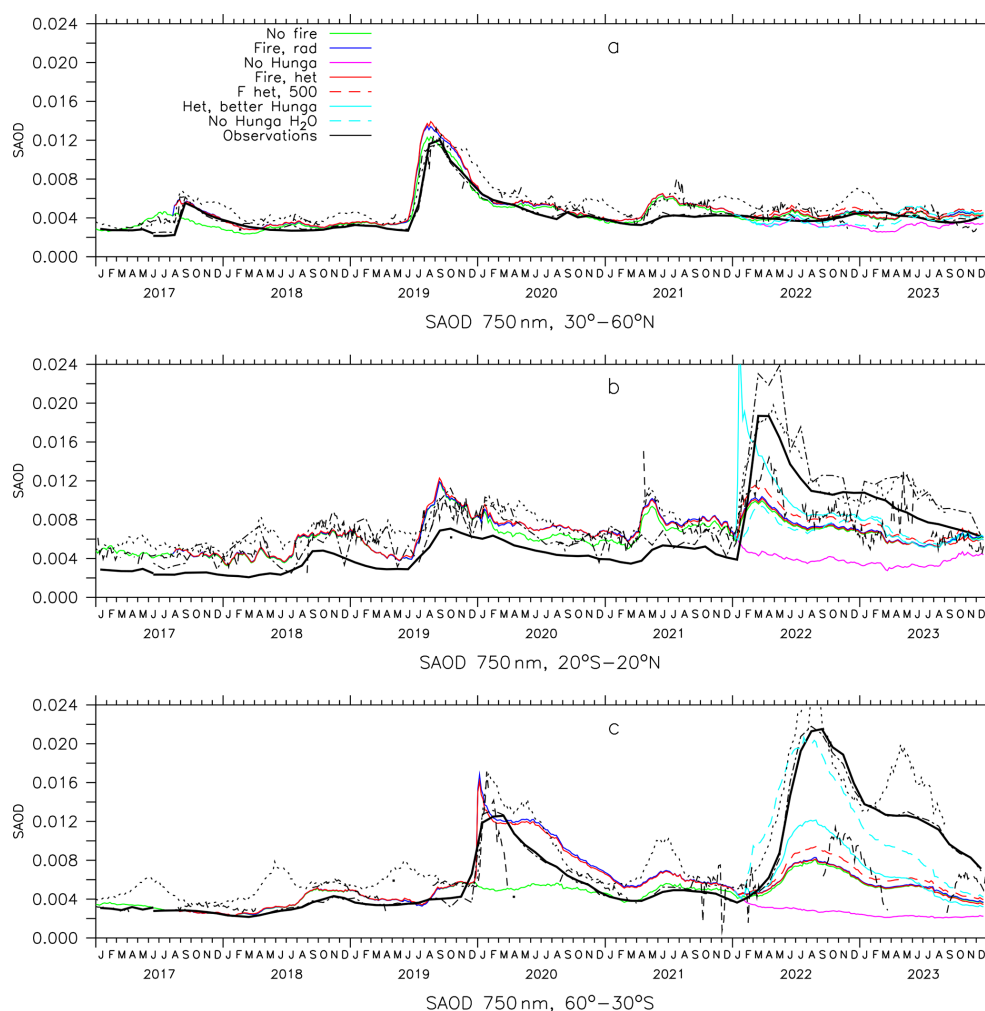 0.024
0.020
0.016
0.012
0.008
0.004
0.000
SAOD
a
No fire
Fire, rad
No Hunga
Fire, het
F het, 500
Het, better Hunga
No Hunga H₂O
Observations
J F M A M J J A S O N D J F M A M J J A S O N D J F M A M J J A S O N D J F M A M J J A S O N D J F M A M J J A S O N D J F M A M J J A S O N D J F M A M J J A S O N D
2017 2018 2019 2020 2021 2022 2023
SAOD 750 nm, 30°−60°N
0.024
0.020
0.016
0.012
0.008
0.004
0.000
SAOD
b
J F M A M J J A S O N D J F M A M J J A S O N D J F M A M J J A S O N D J F M A M J J A S O N D J F M A M J J A S O N D J F M A M J J A S O N D J F M A M J J A S O N D
2017 2018 2019 2020 2021 2022 2023
SAOD 750 nm, 20°S−20°N
0.024
0.020
0.016
0.012
0.008
0.004
0.000
SAOD
c
J F M A M J J A S O N D J F M A M J J A S O N D J F M A M J J A S O N D J F M A M J J A S O N D J F M A M J J A S O N D J F M A M J J A S O N D J F M A M J J A S O N D
2017 2018 2019 2020 2021 2022 2023
SAOD 750 nm, 60°−30°S